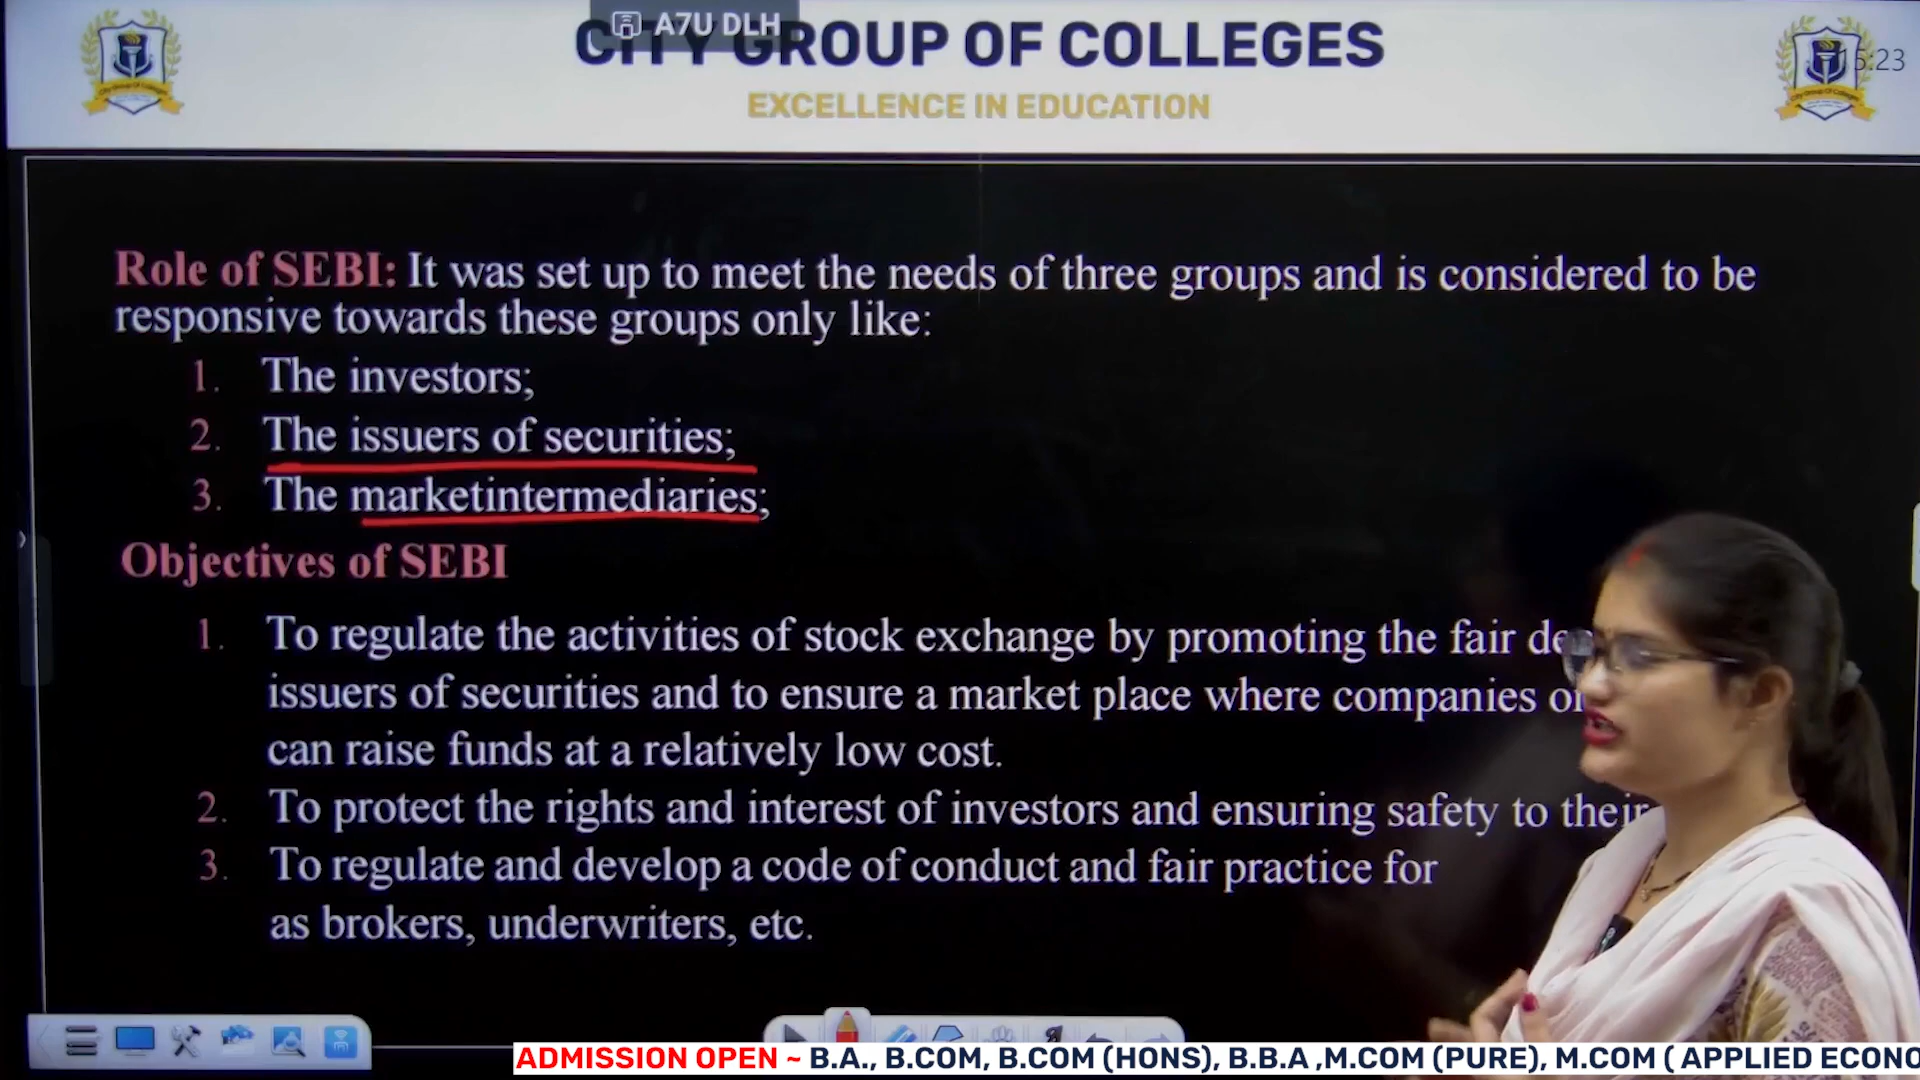 A7U DLH
CITY GROUP OF COLLEGES
EXCELLENCE IN EDUCATION
5:23
Role of SEBI: It was set up to meet the needs of three groups and is considered to be
responsive towards these groups only like:
1. The investors;
2. The issuers of securities;
3. The marketintermediaries;
Objectives of SEBI
1. To regulate the activities of stock exchange by promoting the fair
issuers of securities and to ensure a market place where companies
can raise funds at a relatively low cost.
2. To protect the rights and interest of investors and ensuring safety to their
3. To regulate and develop a code of conduct and fair practice for
as brokers, underwriters, etc.
ADMISSION OPEN ~ B.A., B.COM, B.COM (HONS), B.B.A ,M.COM (PURE), M.COM ( APPLIED ECONO